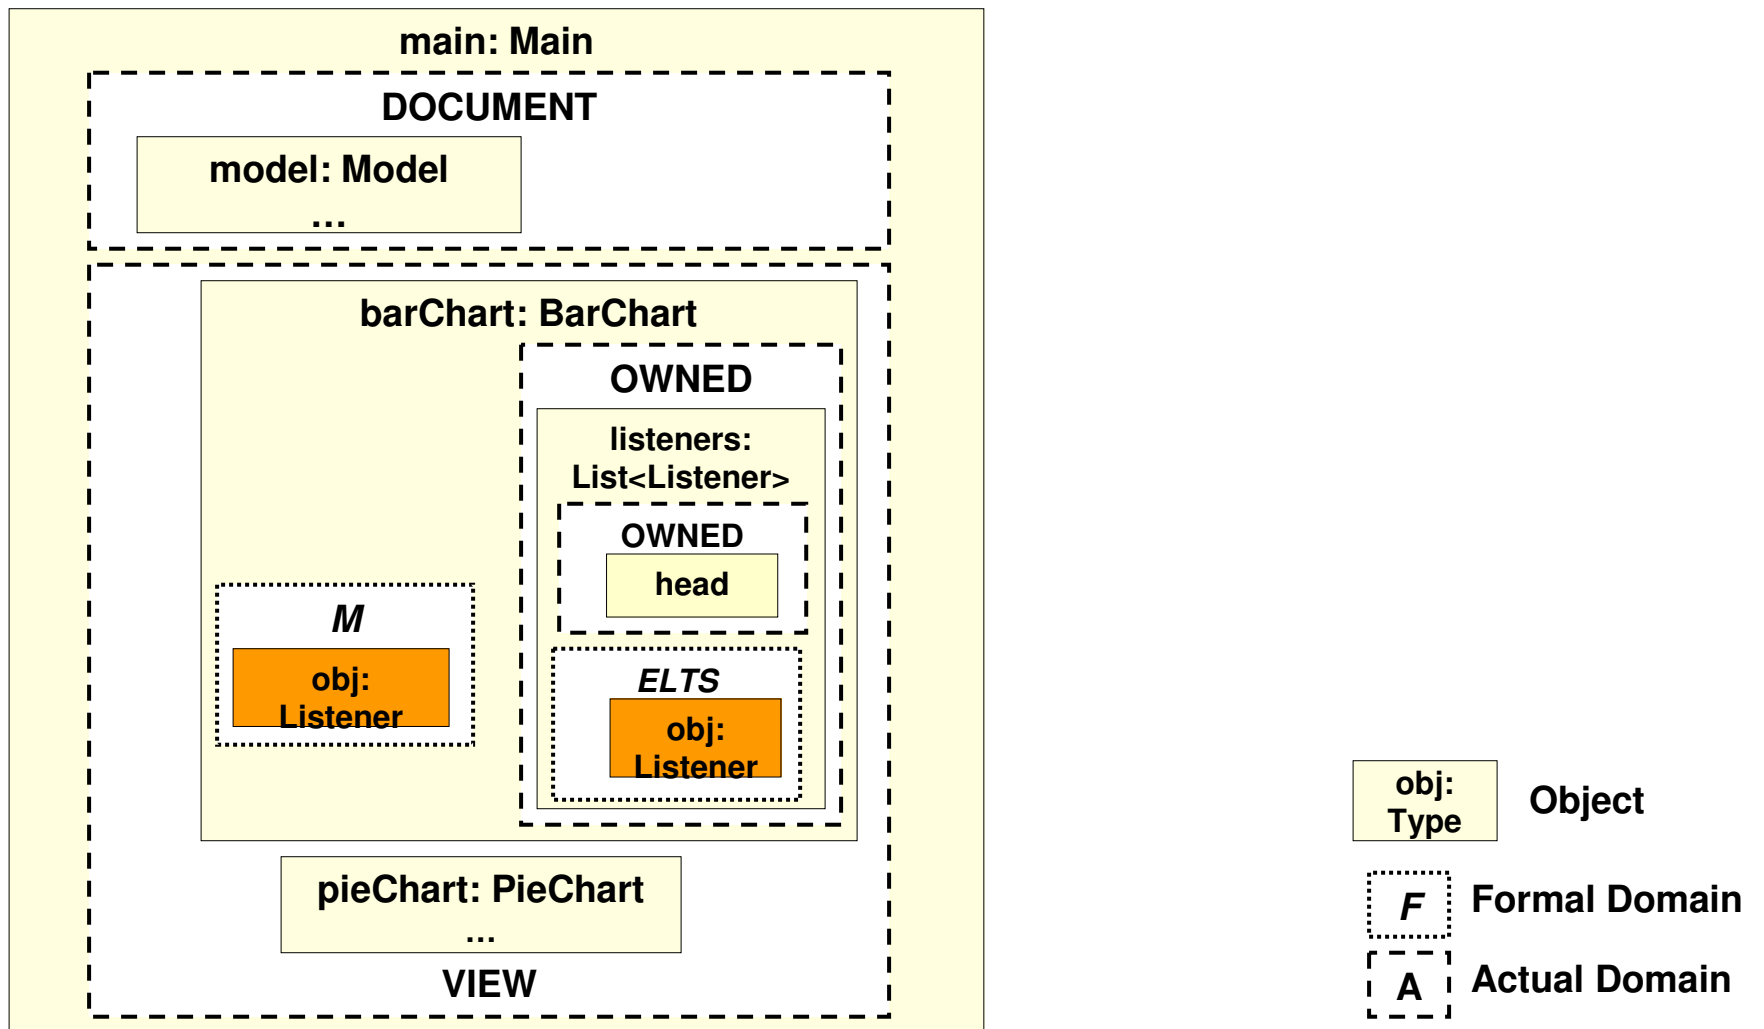 main: Main
DOCUMENT
model: Model
...
barChart: BarChart
OWNED
listeners:
List<Listener>
OWNED
head
M
obj:
Listener
ELTS
obj:
Listener
pieChart: PieChart
...
VIEW
obj:
Type
Object
F
Formal Domain
A
Actual Domain